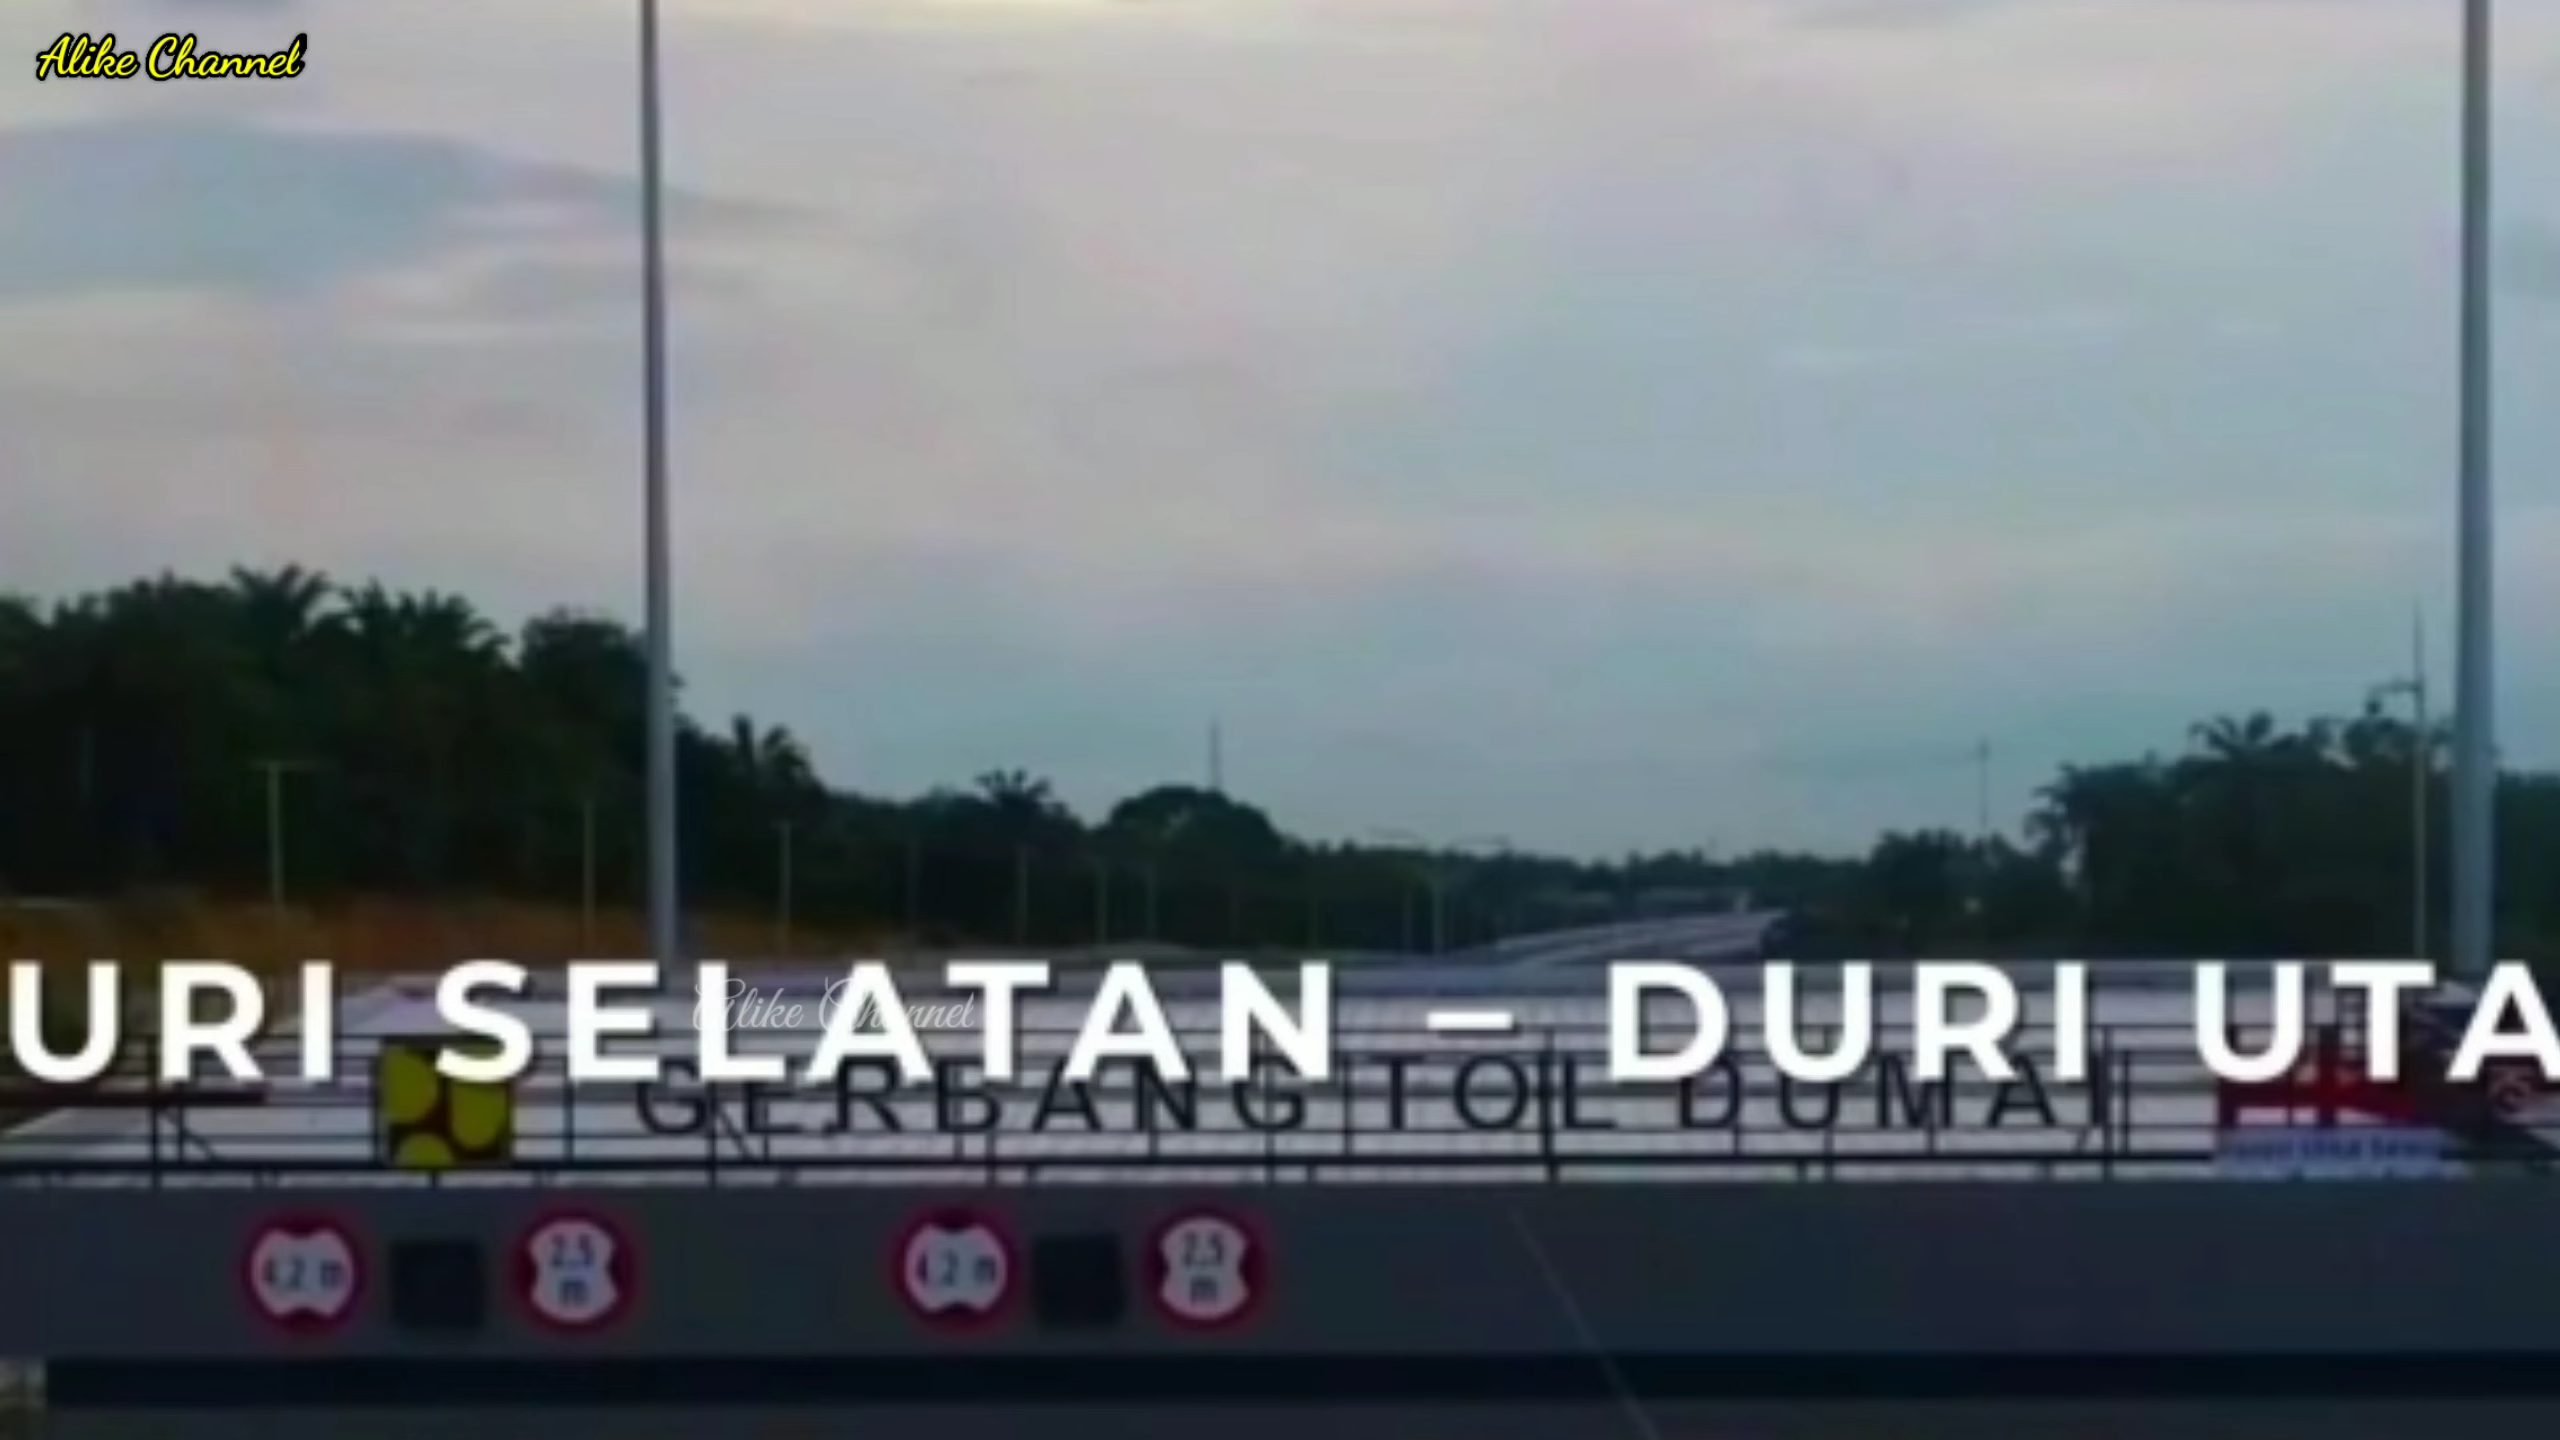 Alike Channel
URI SELATAN – DURI UTA
Alike Channel
GERBANG TOL DUMAI
4.2 m 2.5 m 4.2 m 2.5 m